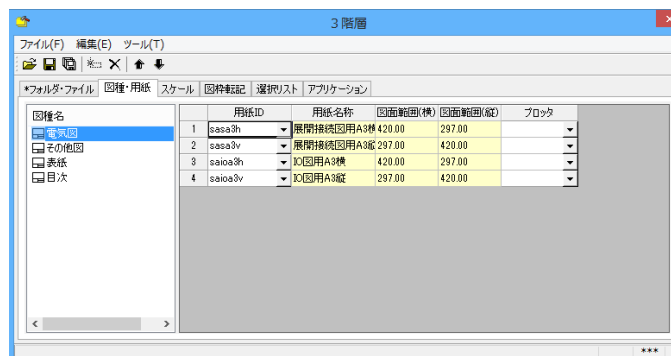 3階層
ファイル(F) 編集(E) ツール(T)
*フォルダ・ファイル 図種・用紙 スケール 図枠転記 選択リスト アプリケーション
図種名
電気図
その他図
表紙
目次
用紙ID 用紙名称 図面範囲(横) 図面範囲(縦) プロッタ
1 sasa3h 展開接続図用A3横 420.00 297.00
2 sasa3v 展開接続図用A3縦 297.00 420.00
3 saioa3h IO図用A3横 420.00 297.00
4 saioa3v IO図用A3縦 297.00 420.00
***